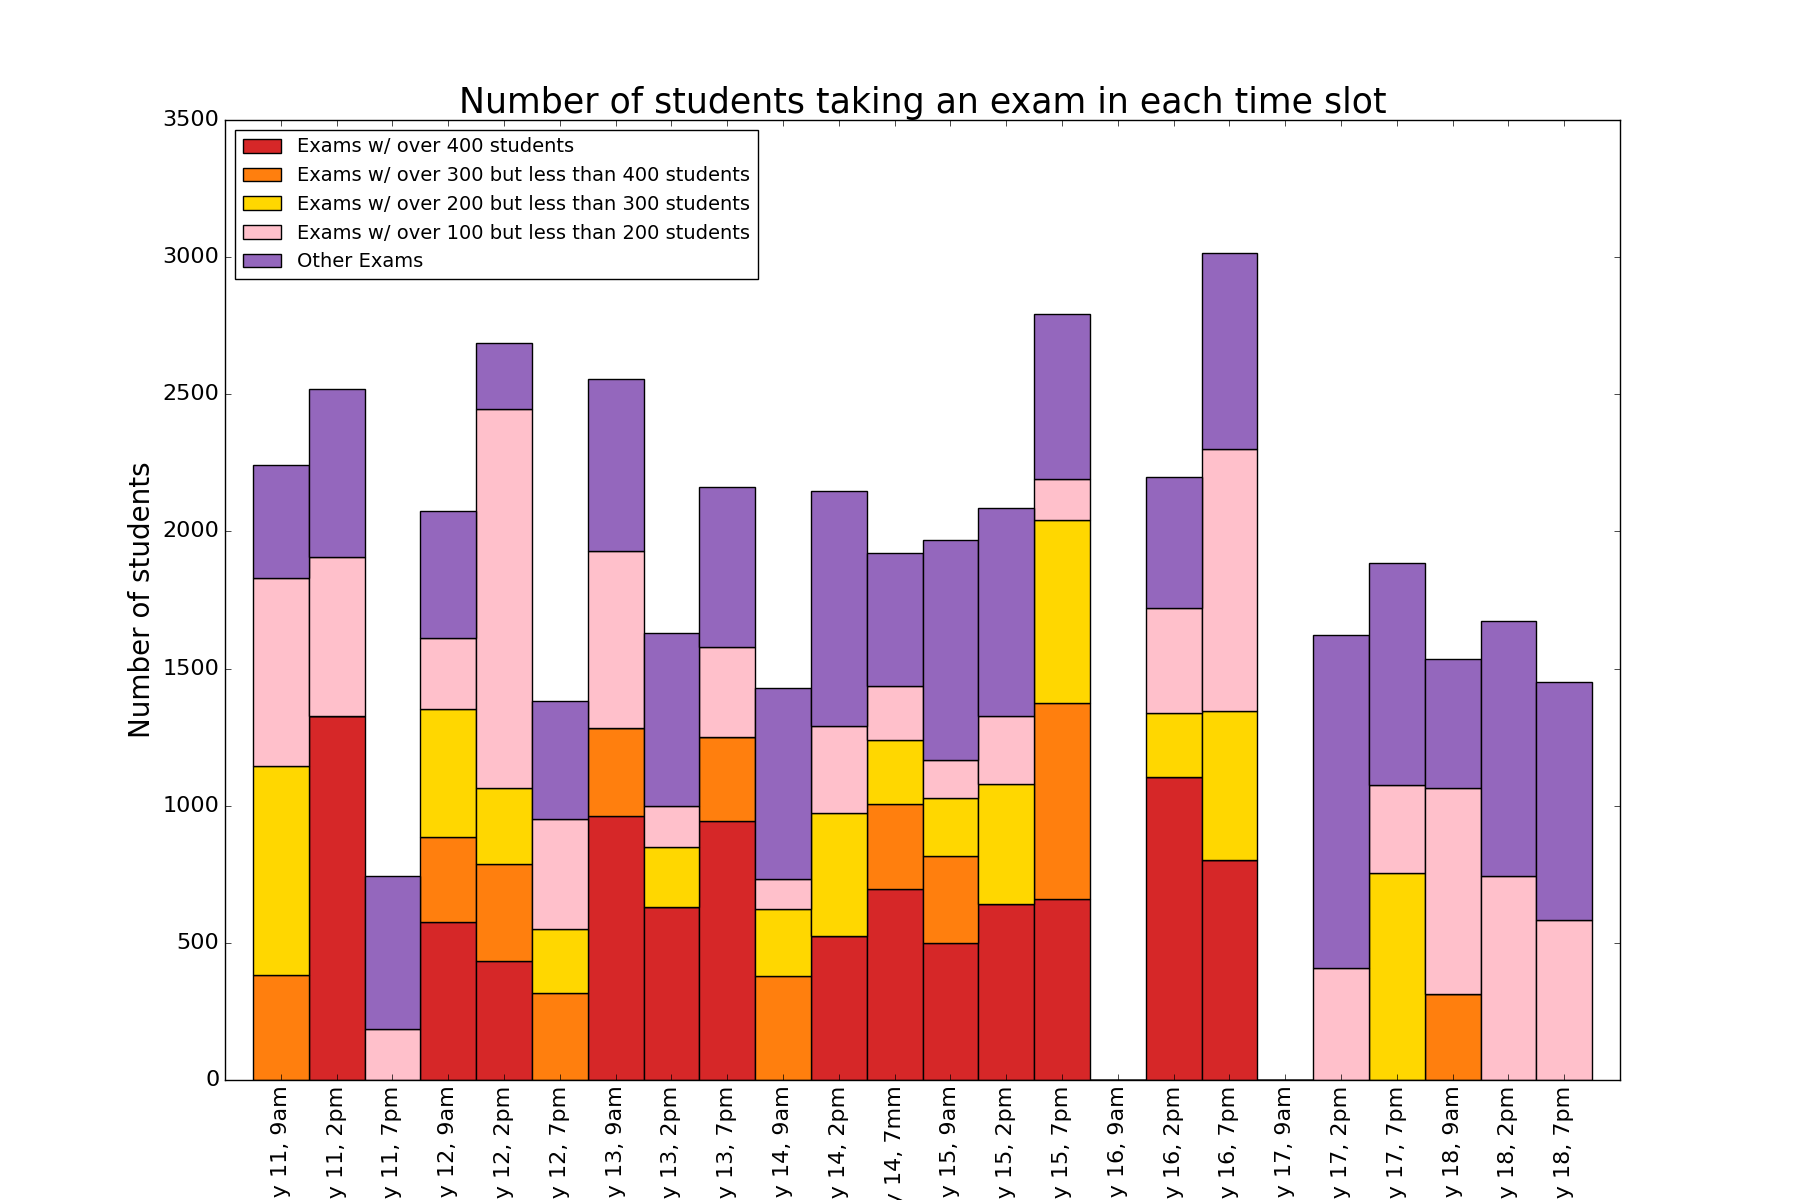 Number of students taking an exam in each time slot
3500
3000
2500
2000
1500
1000
500
0
Number of students
Exams w/ over 400 students
Exams w/ over 300 but less than 400 students
Exams w/ over 200 but less than 300 students
Exams w/ over 100 but less than 200 students
Other Exams
y 11, 9am
y 11, 2pm
y 11, 7pm
y 12, 9am
y 12, 2pm
y 12, 7pm
y 13, 9am
y 13, 2pm
y 13, 7pm
y 14, 9am
y 14, 2pm
y 14, 7mm
y 15, 9am
y 15, 2pm
y 15, 7pm
y 16, 9am
y 16, 2pm
y 16, 7pm
y 17, 9am
y 17, 2pm
y 17, 7pm
y 18, 9am
y 18, 2pm
y 18, 7pm